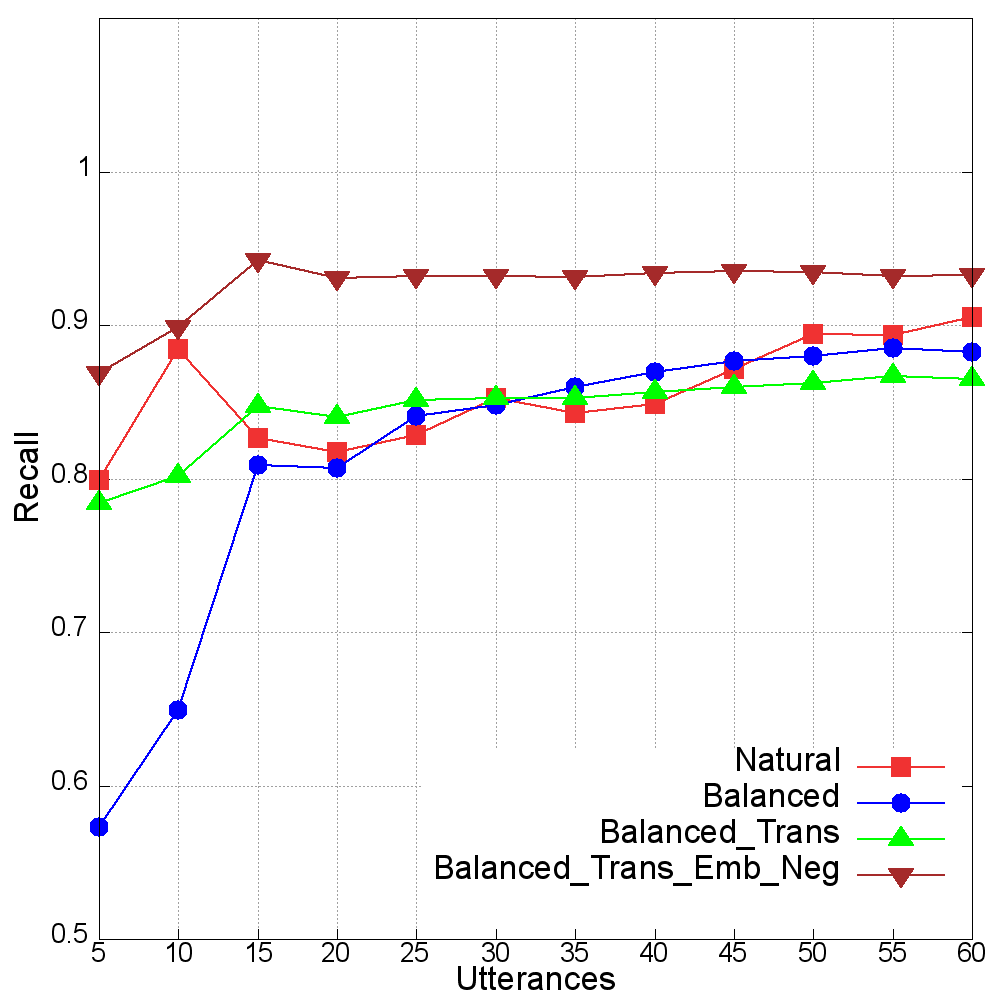 1
0.9
0.8
0.7
0.6
0.5
Recall
Natural
Balanced
Balanced_Trans
Balanced_Trans_Emb_Neg
5 10 15 20 25 30 35 40 45 50 55 60
Utterances